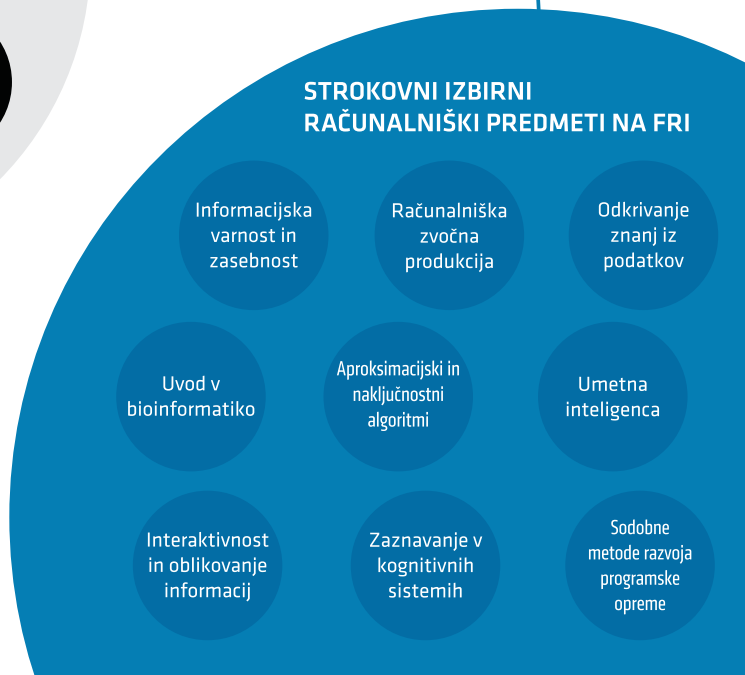 STROKOVNI IZBIRNI
RAČUNALNIŠKI PREDMETI NA FRI
Informacijska
varnost in
zasebnost
Računalniška
zvočna
produkcija
Odkrivanje
znanj iz
podatkov
Uvod v
bioinformatiko
Aproksimacijski in
naključnostni
algoritmi
Umetna
inteligenca
Interaktivnost
in oblikovanje
informacij
Zaznavanje v
kognitivnih
sistemih
Sodobne
metode razvoja
programske
opreme